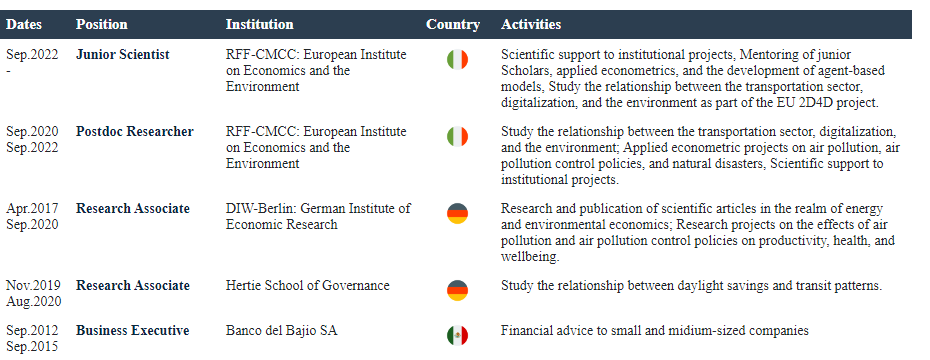 Dates Position Institution Country Activities
Sep.2022 Junior Scientist RFF-CMCC: European Institute Scientific support to institutional projects, Mentoring of junior
- on Economics and the Scholars, applied econometrics, and the development of agent-based
Environment models, Study the relationship between the transportation sector,
digitalization, and the environment as part of the EU 2D4D project.
Sep.2020 Postdoc Researcher RFF-CMCC: European Institute Study the relationship between the transportation sector, digitalization,
Sep.2022 on Economics and the and the environment; Applied econometric projects on air pollution, air
Environment pollution control policies, and natural disasters, Scientific support to
institutional projects.
Apr.2017 Research Associate DIW-Berlin: German Institute of Research and publication of scientific articles in the realm of energy
Sep.2020 Economic Research and environmental economics; Research projects on the effects of air
pollution and air pollution control policies on productivity, health, and
wellbeing.
Nov.2019 Research Associate Hertie School of Governance Study the relationship between daylight savings and transit patterns.
Aug.2020
Sep.2012 Business Executive Banco del Bajio SA Financial advice to small and midium-sized companies
Sep.2015